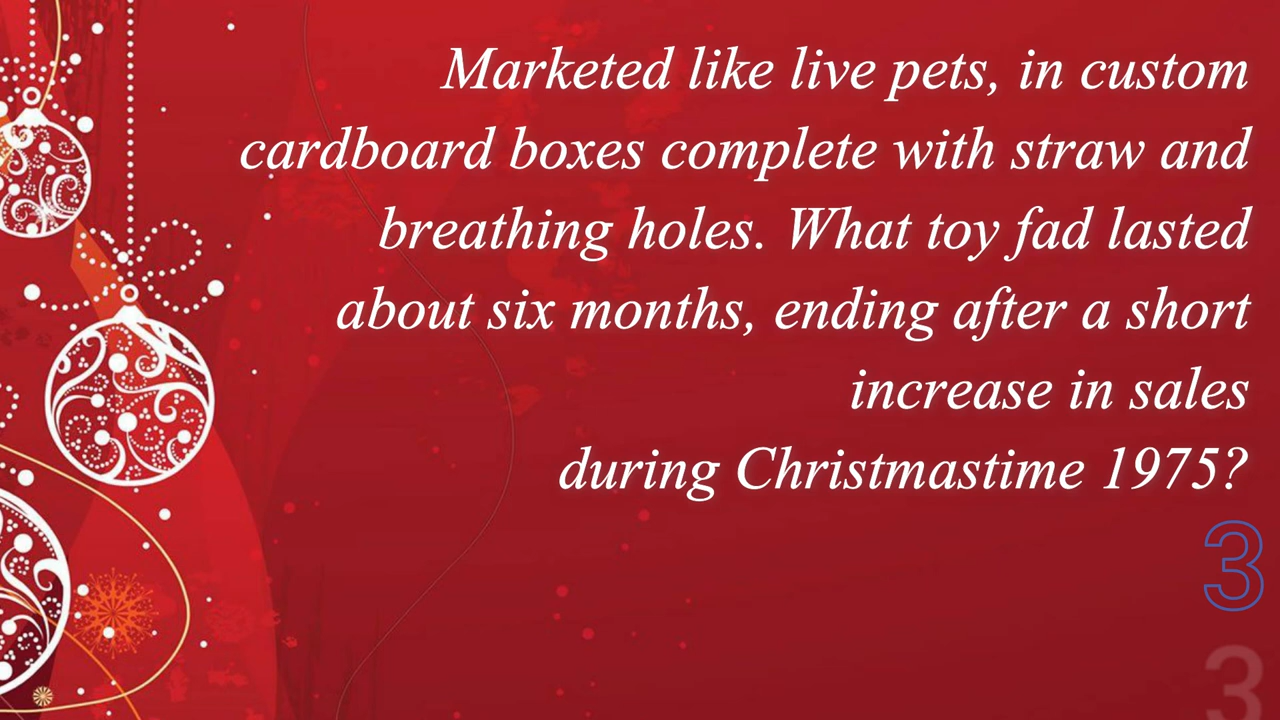 Marketed like live pets, in custom
cardboard boxes complete with straw and
breathing holes. What toy fad lasted
about six months, ending after a short
increase in sales
during Christmastime 1975?
3
3